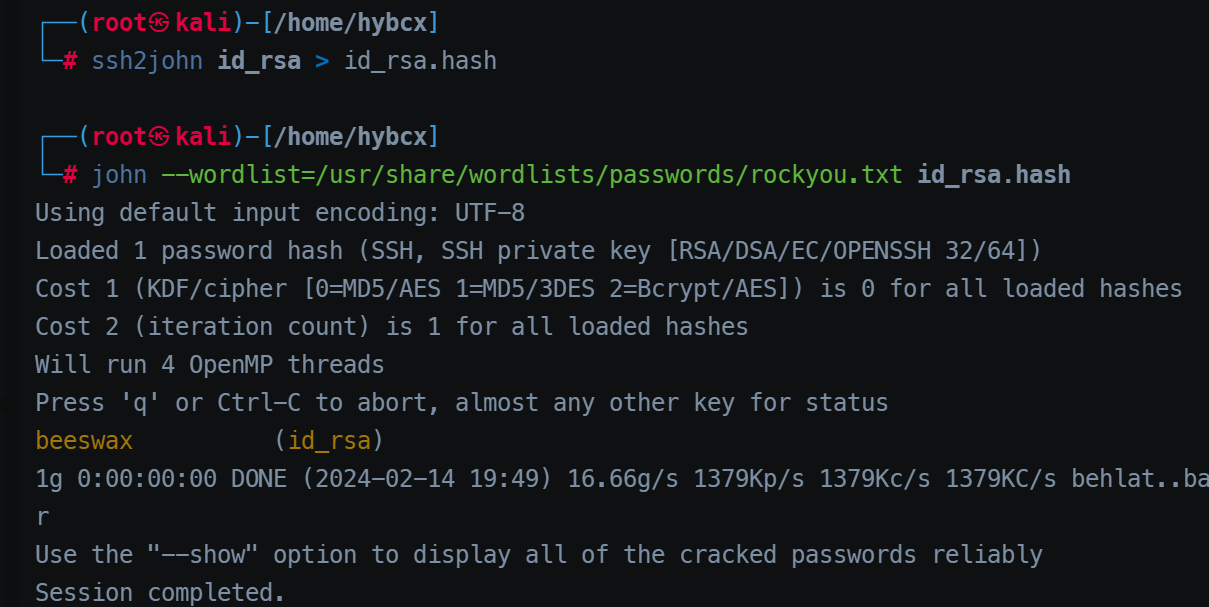 ┌──(root㉿kali)-[/home/hybcx]
└─# ssh2john id_rsa > id_rsa.hash
┌──(root㉿kali)-[/home/hybcx]
└─# john --wordlist=/usr/share/wordlists/passwords/rockyou.txt id_rsa.hash
Using default input encoding: UTF-8
Loaded 1 password hash (SSH, SSH private key [RSA/DSA/EC/OPENSSH 32/64])
Cost 1 (KDF/cipher [0=MD5/AES 1=MD5/3DES 2=Bcrypt/AES]) is 0 for all loaded hashes
Cost 2 (iteration count) is 1 for all loaded hashes
Will run 4 OpenMP threads
Press 'q' or Ctrl-C to abort, almost any other key for status
beeswax          (id_rsa)
1g 0:00:00:00 DONE (2024-02-14 19:49) 16.66g/s 1379Kp/s 1379Kc/s 1379KC/s behlat..ba
r
Use the "--show" option to display all of the cracked passwords reliably
Session completed.